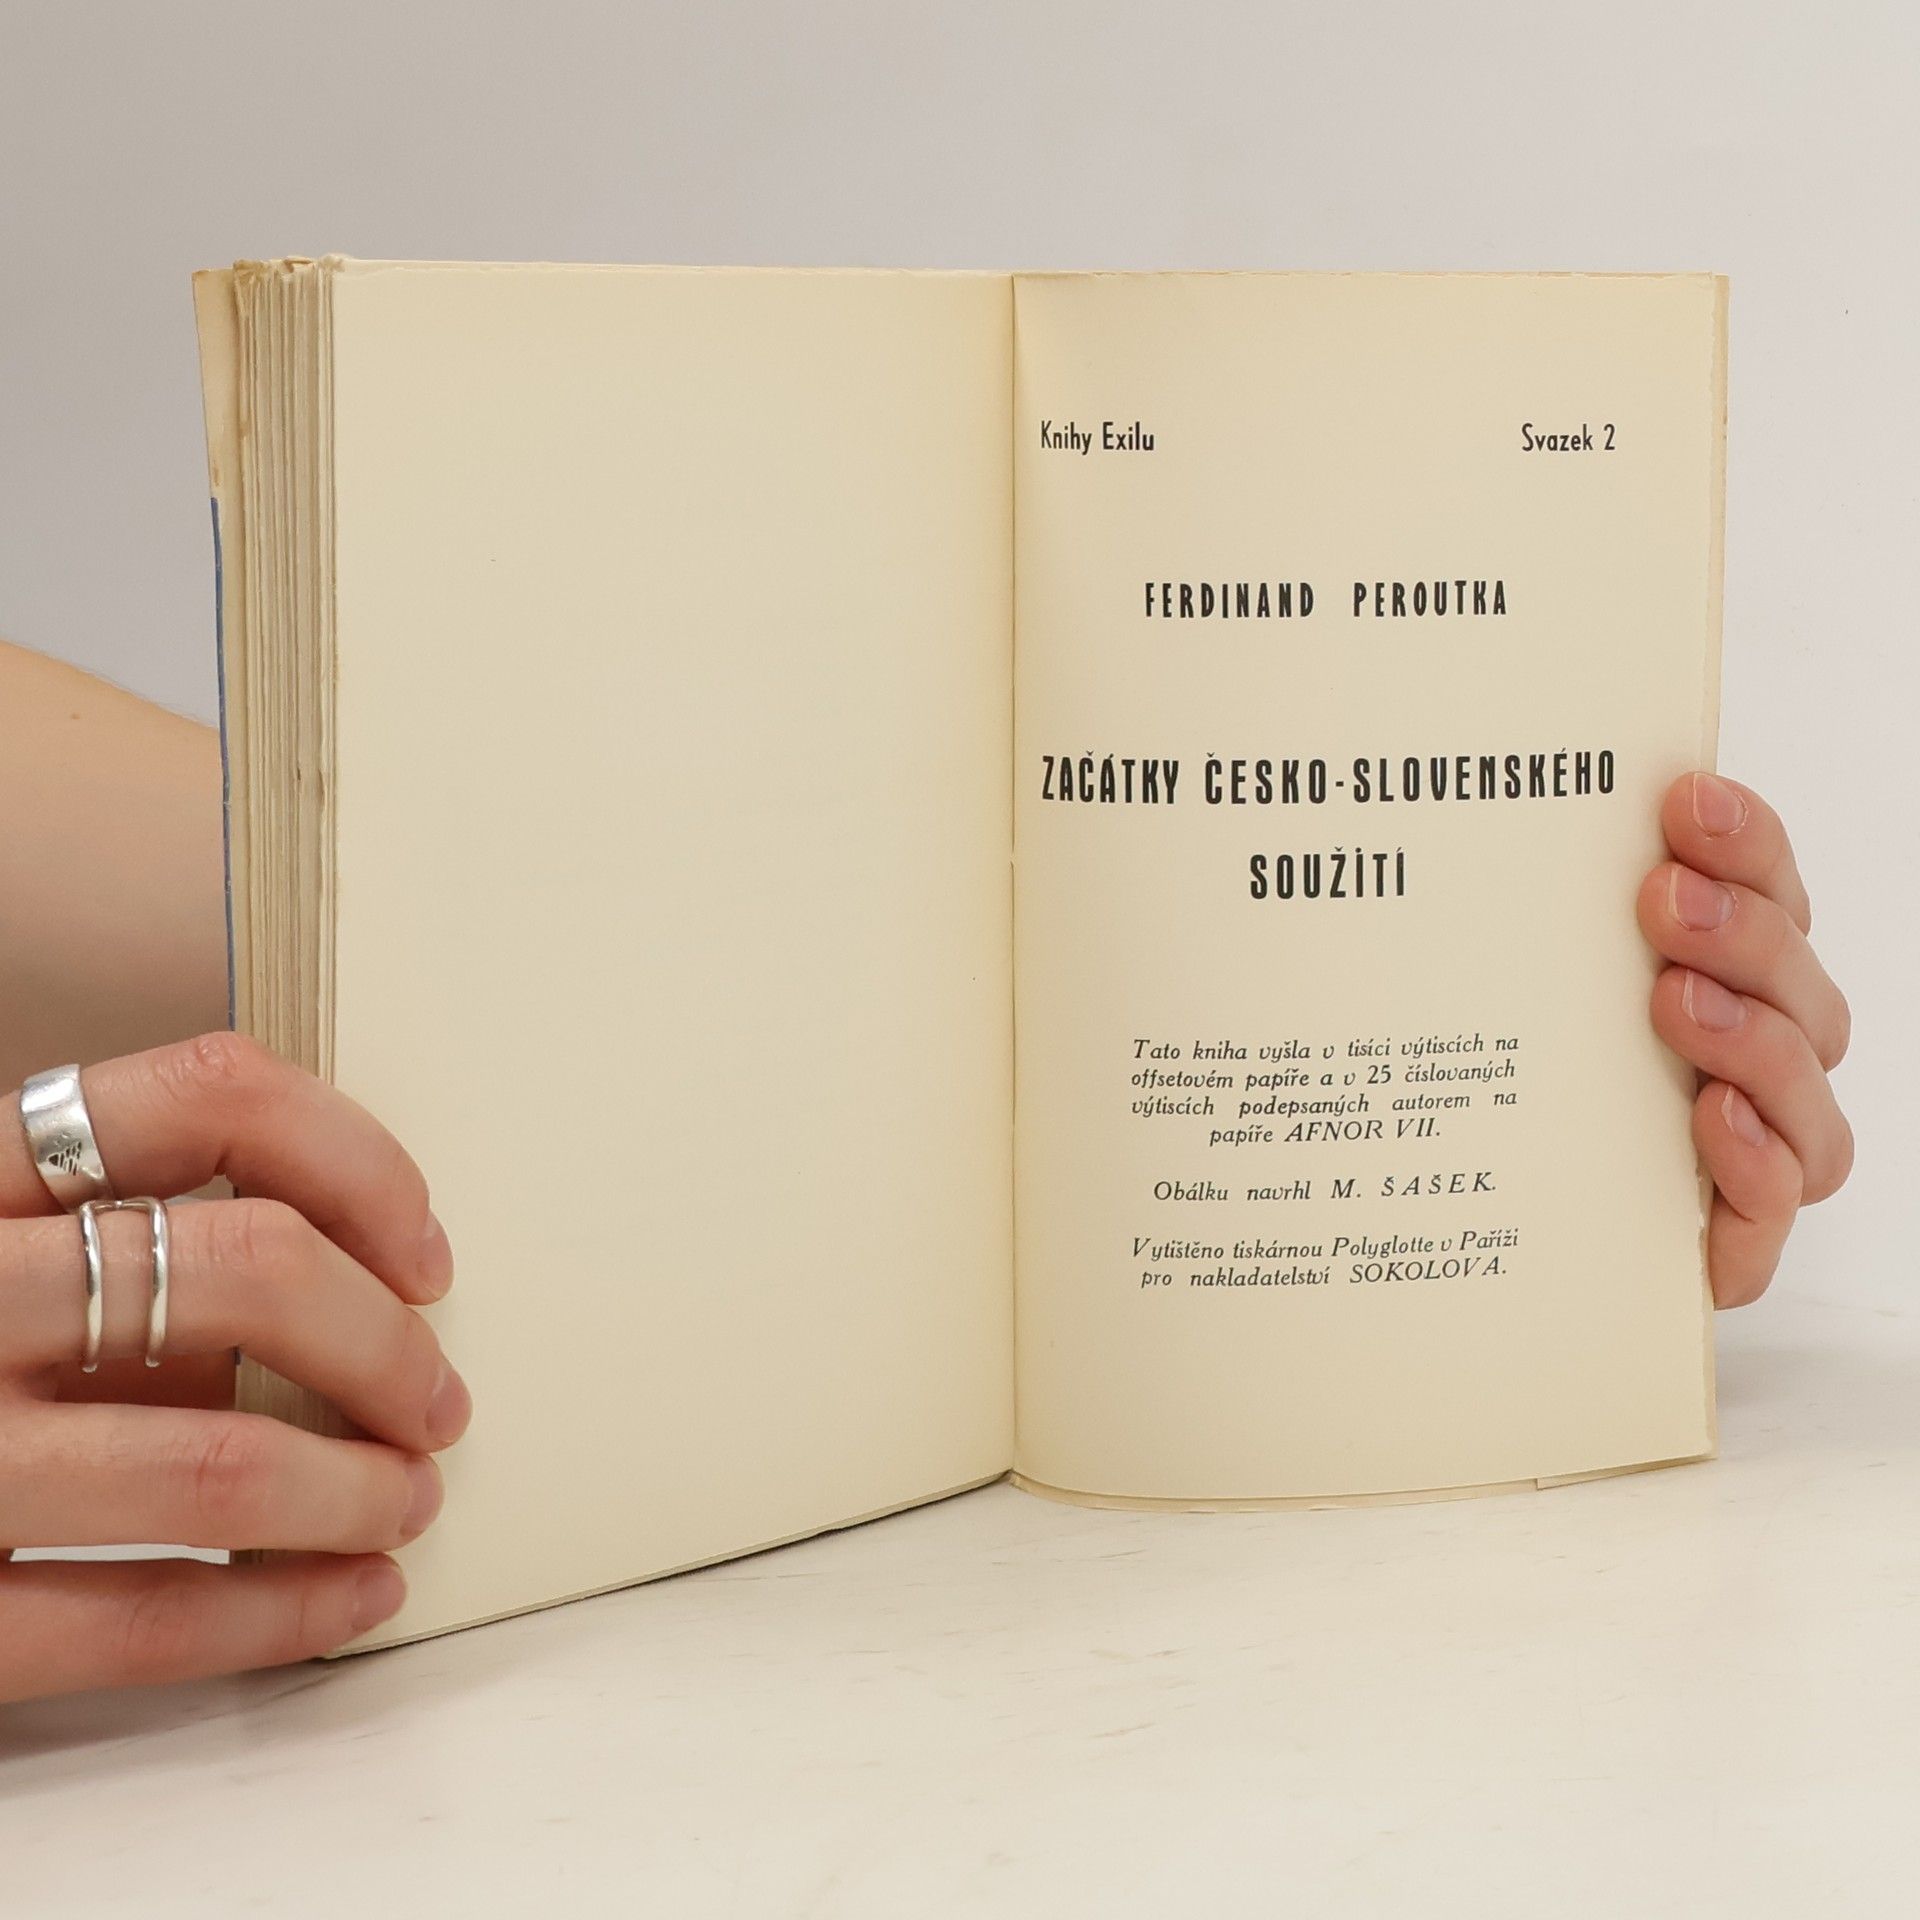 Knihy Exilu Svazek 2
FERDINAND PEROUTKA
ZAČÁTKY ČESKO-SLOVENSKÉHO
SOUŽITÍ
Tato kniha vyšla v tisíci výtiscích na
offsetovém papíře a v 25 číslovaných
výtiscích podepsaných autorem na
papíře AFNOR VII.
Obálku navrhl M. ŠAŠEK.
Vytištěno tiskárnou Polyglotte v Paříži
pro nakladatelství SOKOLOVA.